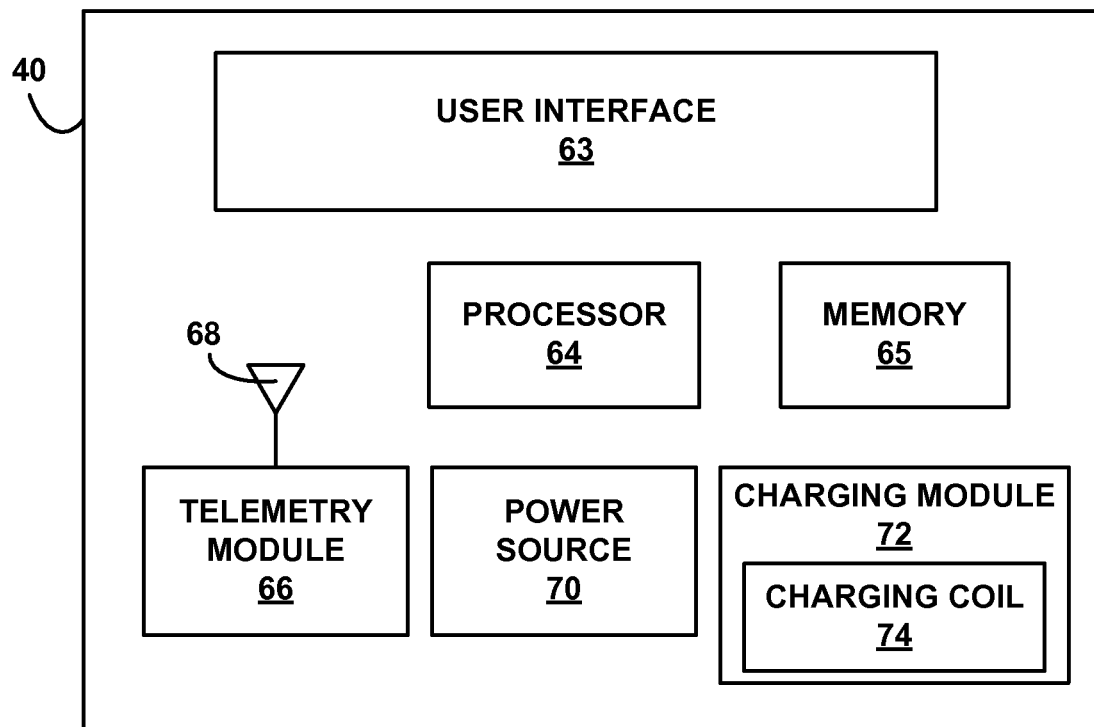 40
USER INTERFACE
63
PROCESSOR
64
MEMORY
65
68
TELEMETRY
MODULE
66
POWER
SOURCE
70
CHARGING MODULE
72
CHARGING COIL
74